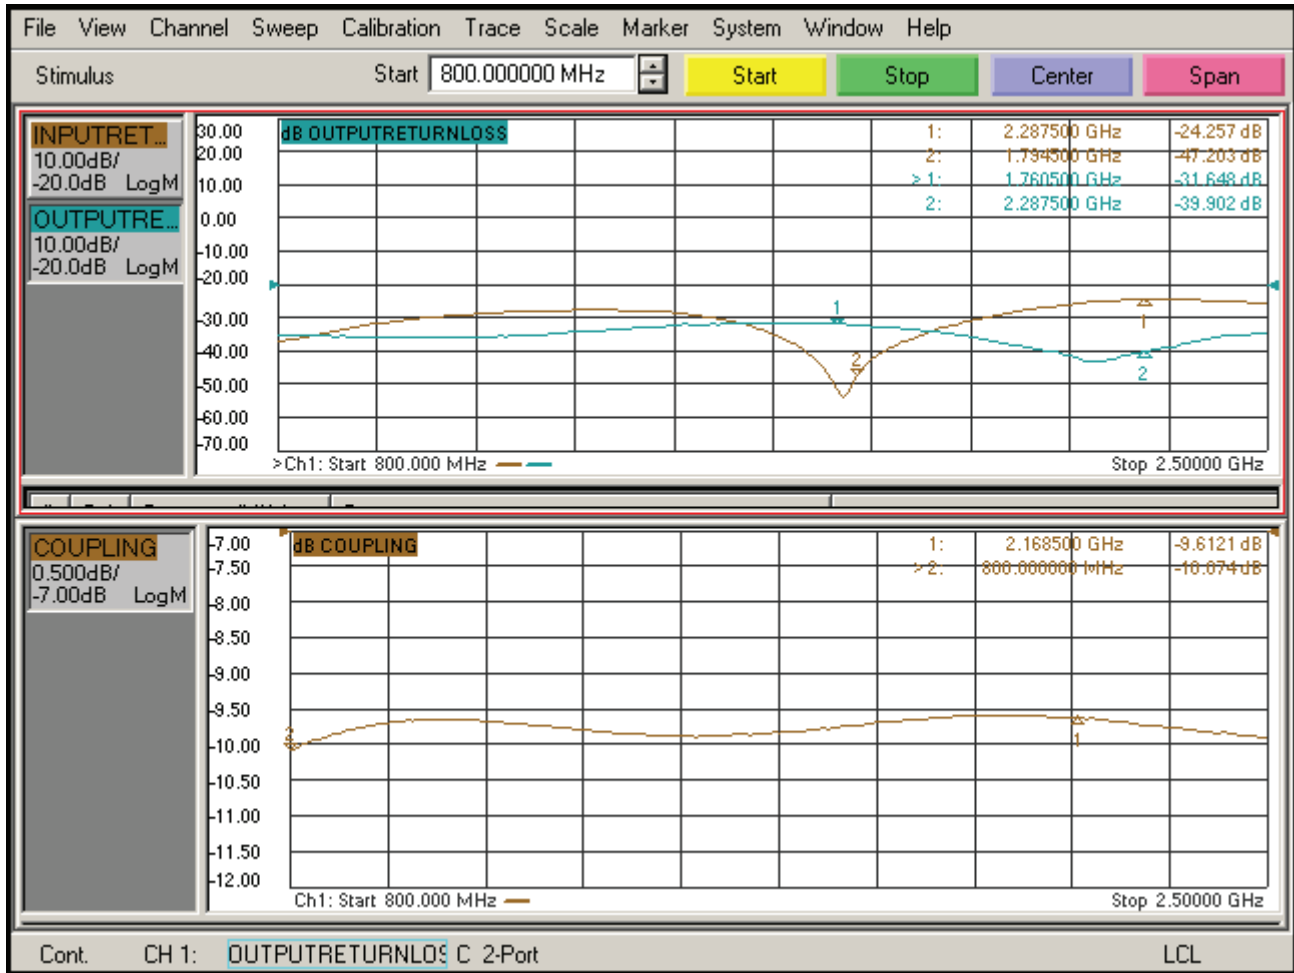 File View Channel Sweep Calibration Trace Scale Marker System Window Help
Stimulus Start 800.000000 MHz Start Stop Center Span
INPUTRET...
10.00dB/
-20.0dB LogM
OUTPUTRE...
10.00dB/
-20.0dB LogM
30.00
20.00
10.00
0.00
-10.00
-20.00
-30.00
-40.00
-50.00
-60.00
-70.00
dB OUTPUTRETURNLOSS
1: 2.287500 GHz -24.257 dB
2: 1.794500 GHz -47.203 dB
> 1: 1.760500 GHz -31.648 dB
2: 2.287500 GHz -39.902 dB
1
2
1
2
>Ch1: Start 800.000 MHz Stop 2.50000 GHz
COUPLING
0.500dB/
-7.00dB LogM
-7.00
-7.50
-8.00
-8.50
-9.00
-9.50
-10.00
-10.50
-11.00
-11.50
-12.00
dB COUPLING
1: 2.168500 GHz -9.6121 dB
> 2: 800.000000 MHz -10.074 dB
2
1
Ch1: Start 800.000 MHz Stop 2.50000 GHz
Cont. CH 1: OUTPUTRETURNLOS C 2-Port LCL